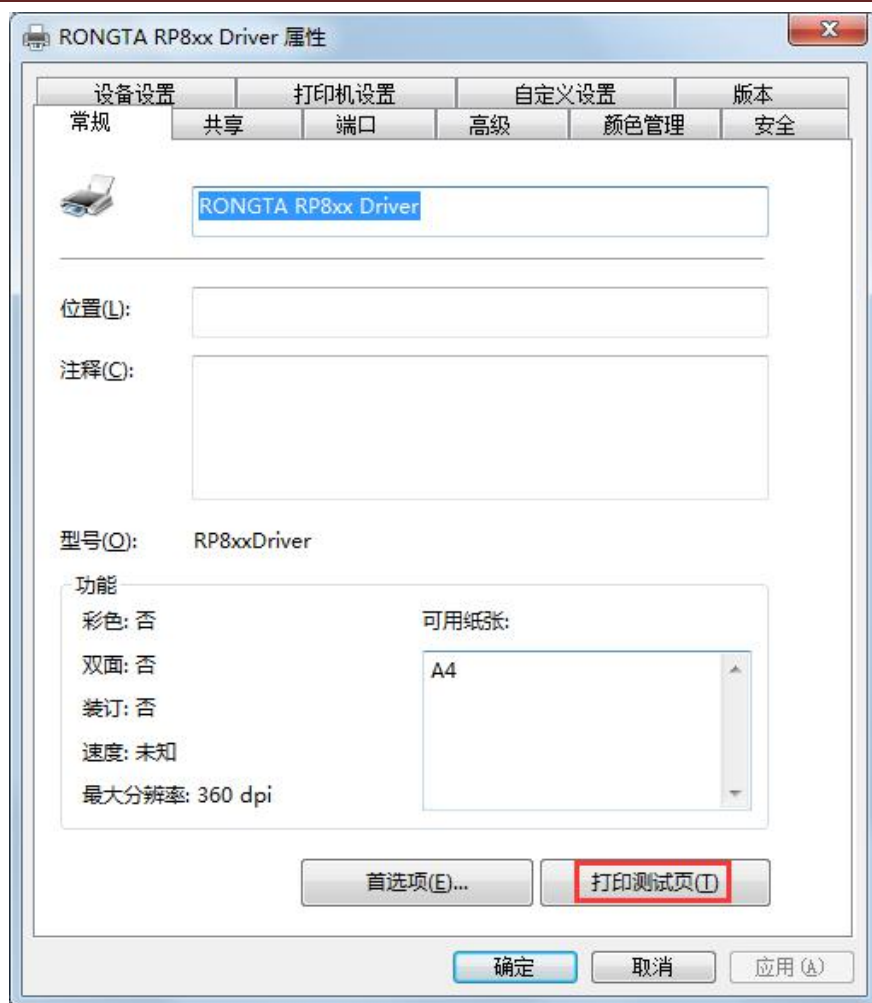 RONGTA RP8xx Driver 属性
设备设置 打印机设置 自定义设置 版本
常规 共享 端口 高级 颜色管理 安全
RONGTA RP8xx Driver
位置(L):
注释(C):
型号(O): RP8xxDriver
功能
彩色: 否 可用纸张:
双面: 否 A4
装订: 否
速度: 未知
最大分辨率: 360 dpi
首选项(E)... 打印测试页(T)
确定 取消 应用(A)